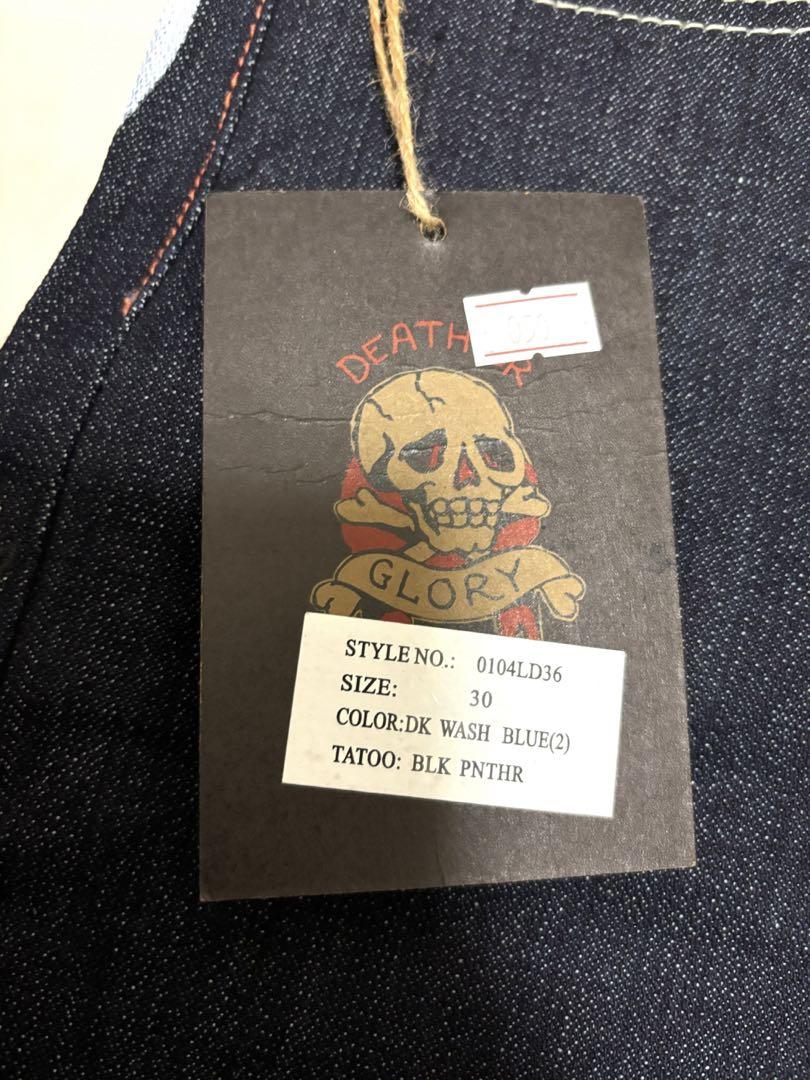 DEATH R
GLORY
STYLE NO.: 0104LD36
SIZE: 30
COLOR:DK WASH BLUE(2)
TATOO: BLK PNTHR